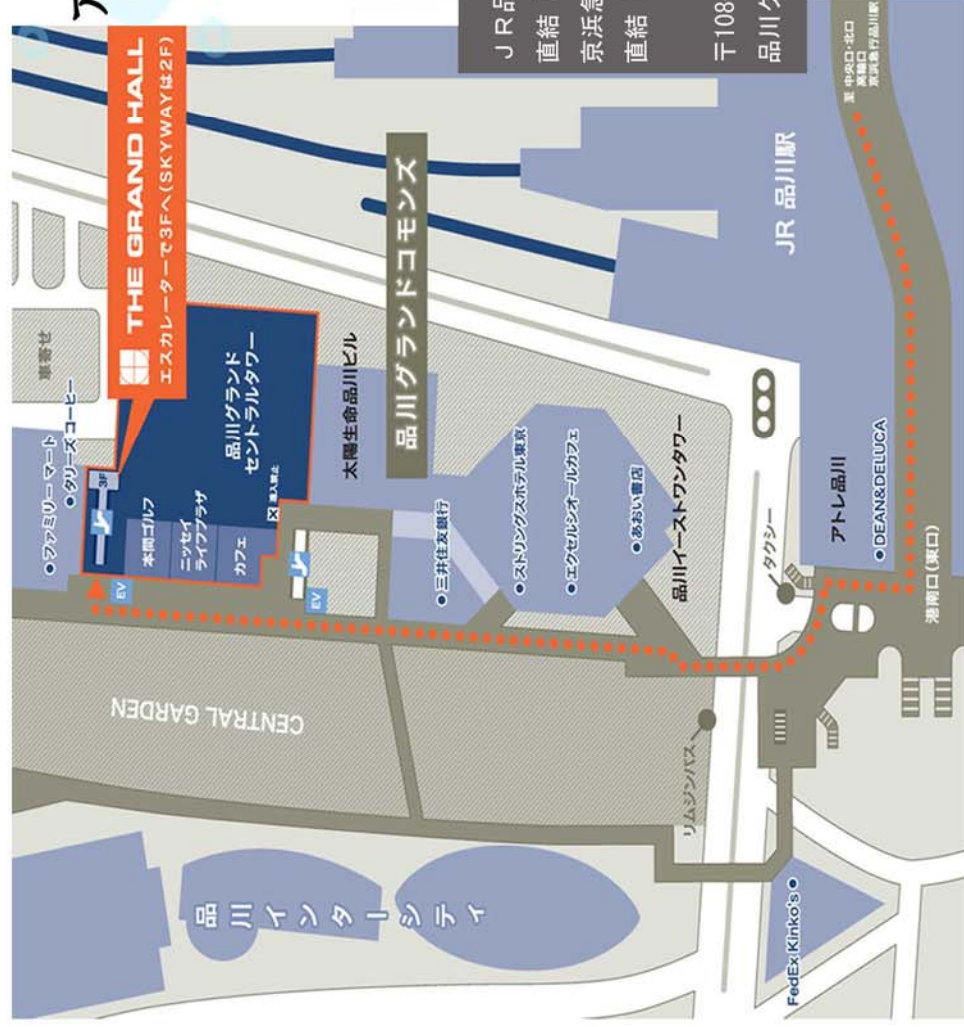 THE GRAND HALL
エスカレーターで3Fへ(SKYWAYは2F)
車寄せ
●ファミリーマート
●タリーズコーヒー
3F
EV
本間ゴルフ
ニッセイ
ライフプラザ
カフェ
品川グランド
セントラルタワー
進入禁止
EV
太陽生命品川ビル
品川グランドコモンズ
●三井住友銀行
●ストリングスホテル東京
●エクセルシオールカフェ
●あおい書店
品川イーストワンタワー
CENTRAL GARDEN
品川インターシティ
リムジンバス
タクシー
FedEx Kinko's●
アトレ品川
●DEAN&DELUCA
港南口(東口)
JR 品川駅
至 中央口・北口
高輪口
京浜急行品川駅
ア
JR品
直結
京浜急
直結
〒108
品川グ